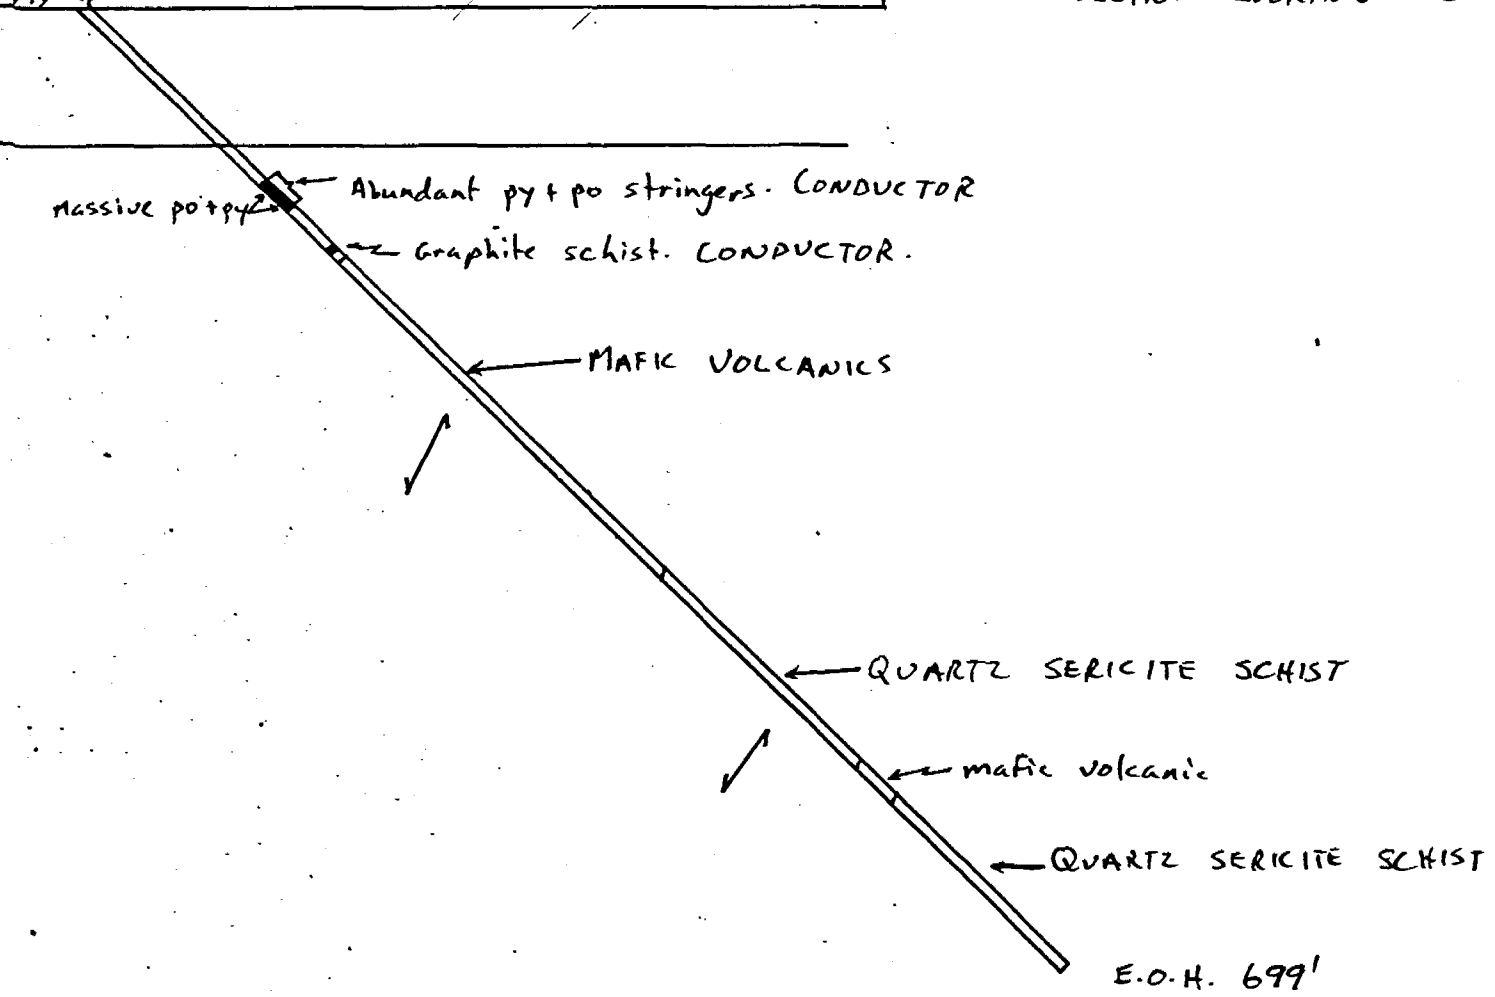 Abundant py + po stringers. CONDUCTOR
Massive po + py
Graphite schist. CONDUCTOR.
MAFIC VOLCANICS
QUARTZ SERICITE SCHIST
mafic volcanic
QUARTZ SERICITE SCHIST
E.O.H. 699'